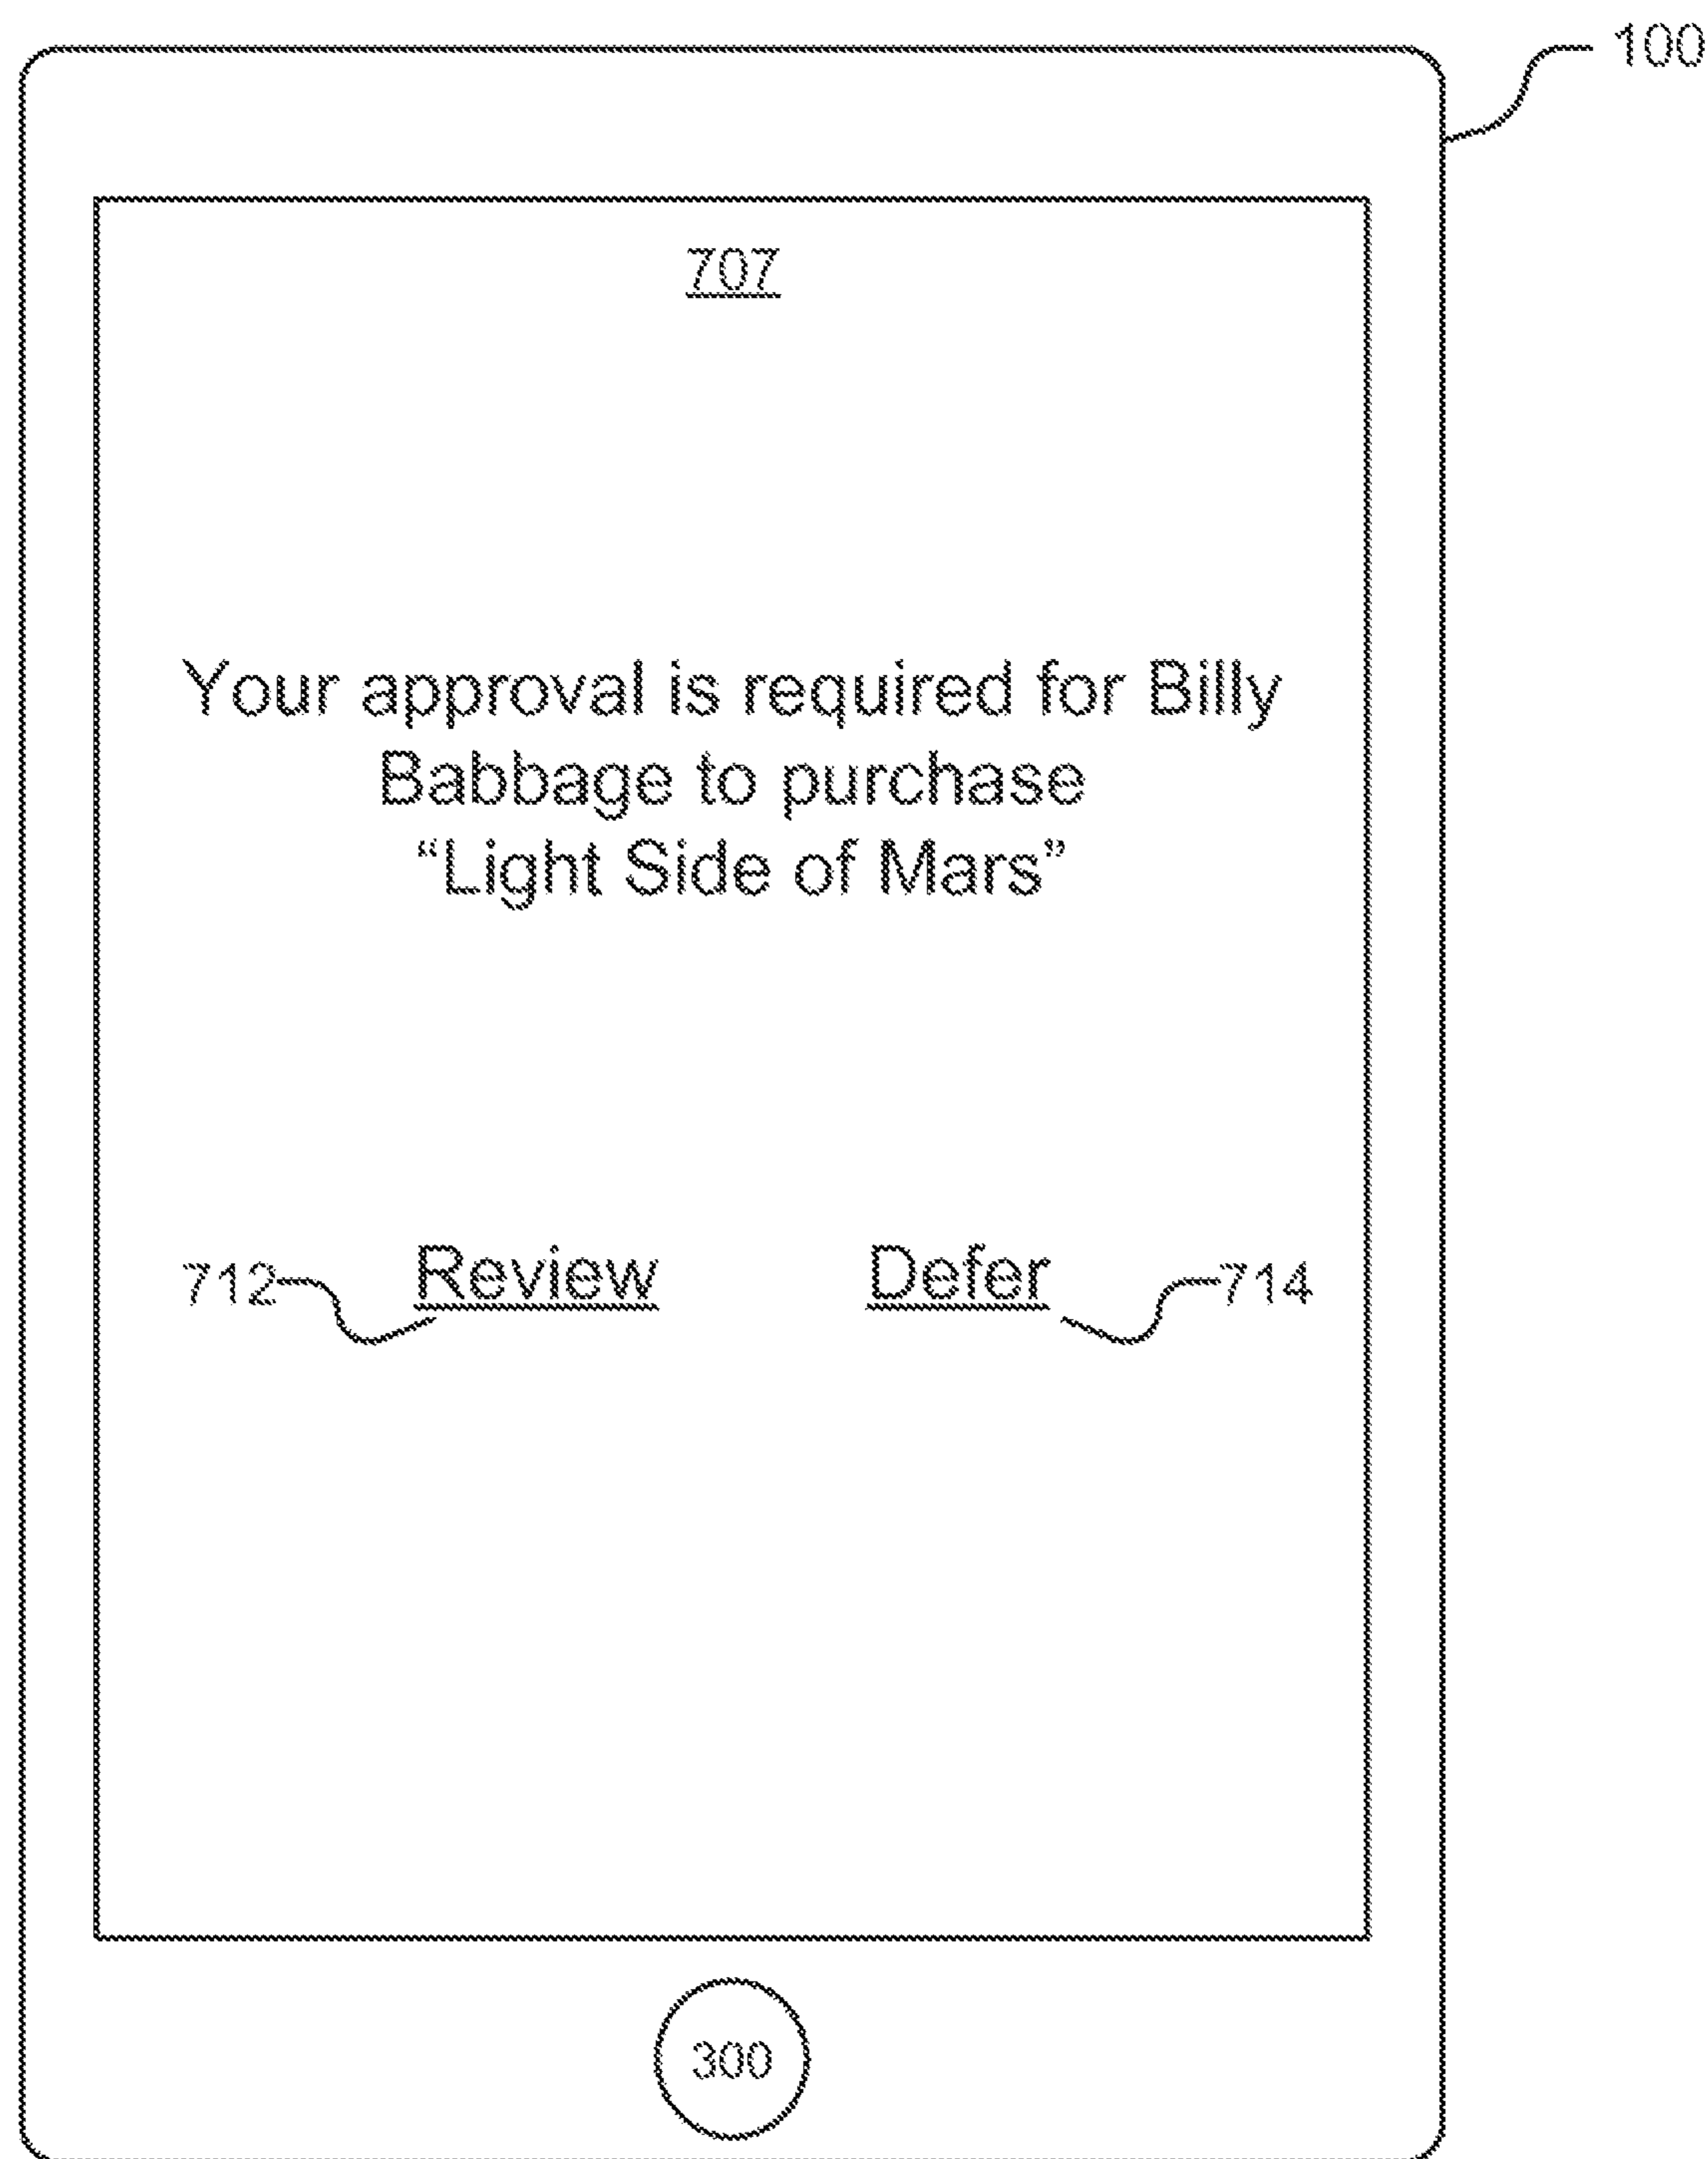 100
707
Your approval is required for Billy
Babbage to purchase
“Light Side of Mars”
712 Review Defer 714
300